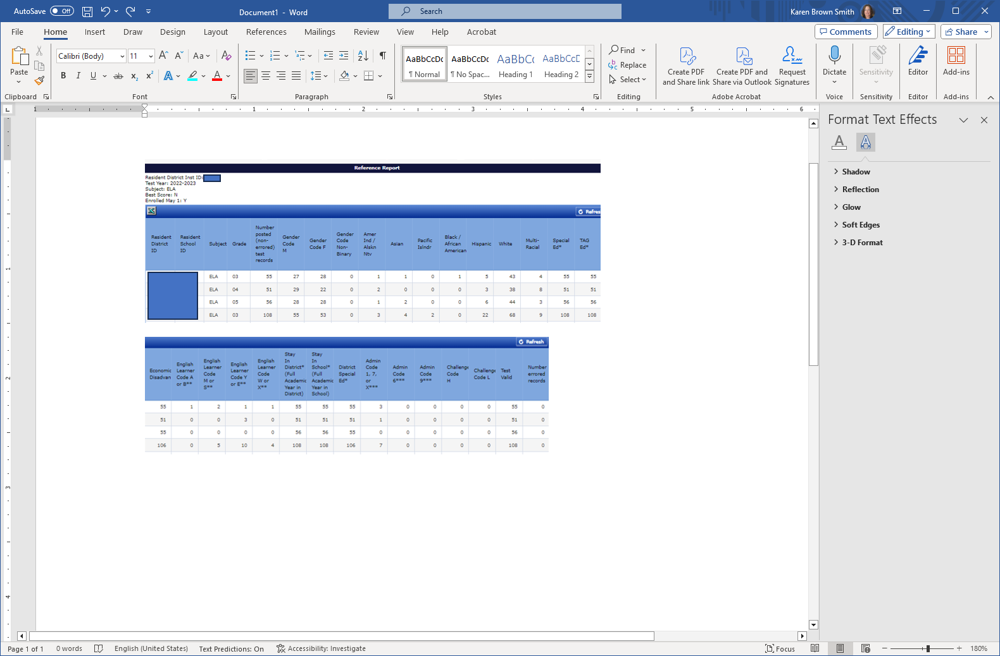 AutoSave Off Document1 - Word Search Karen Brown Smith
File Home Insert Draw Design Layout References Mailings Review View Help Acrobat Comments Editing Share
Paste
Clipboard
Calibri (Body) 11
Aa
B I U ab x₂ x²
Font
Paragraph
AaBbCcDc AaBbCcDc AaBbCc AaBbCcD
¶ Normal ¶ No Spac... Heading 1 Heading 2
Styles
Find
Replace
Select
Editing
Create PDF and Share link
Create PDF and Share via Outlook
Request Signatures
Adobe Acrobat
Dictate
Voice
Sensitivity
Sensitivity
Editor
Editor
Add-ins
Add-ins
1 1 2 3 4 5 6
Format Text Effects
Shadow
Reflection
Glow
Soft Edges
3-D Format
Reference Report
Resident District Inst ID:
Test Year: 2022-2023
Subject: ELA
Best Score: N
Enrolled May 1: Y
Refres
Resident District ID
Resident School ID
Subject
Grade
Number posted (non-errored) test records
Gender Code M
Gender Code F
Gender Code Non-Binary
Amer Ind / Alskn Ntv
Asian
Pacific Islndr
Black / African American
Hispanic
White
Multi-Racial
Special Ed*
TAG Ed*
ELA 03 55 27 28 0 1 1 0 1 5 43 4 55 55
ELA 04 51 29 22 0 2 0 0 0 3 38 8 51 51
ELA 05 56 28 28 0 1 2 0 0 6 44 3 56 56
ELA 03 108 55 53 0 3 4 2 0 22 68 9 108 108
Refresh
Economic Disadvan
English Learner Code A or B**
English Learner Code M or S**
English Learner Code Y or E**
English Learner Code W or X**
Stay In District* (Full Academic Year in District)
Stay In School* (Full Academic Year in School)
District Special Ed*
Admin Code 1, 7, or X***
Admin Code 6***
Admin Code 9***
Challenge Code H
Challenge Code L
Test Valid
Number errored records
55 1 2 1 1 55 55 55 3 0 0 0 0 55 0
51 0 0 3 0 51 51 51 1 0 0 0 0 51 0
55 0 0 0 0 56 56 55 0 0 0 0 0 56 0
106 0 5 10 4 108 108 106 7 0 0 0 0 108 0
1
2
3
4
Page 1 of 1 0 words English (United States) Text Predictions: On Accessibility: Investigate Focus 180%